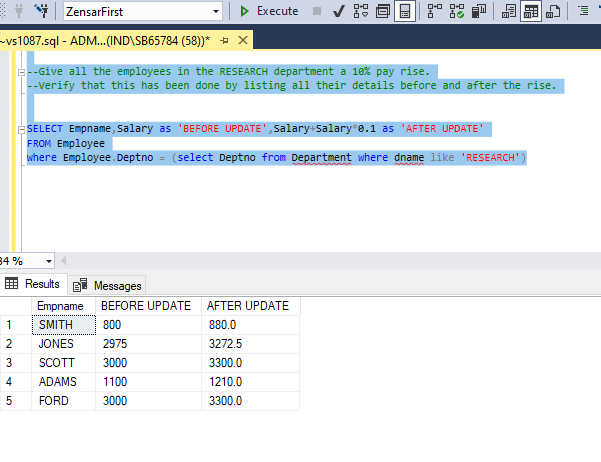 ZensarFirst
Execute
~vs1087.sql - ADM...(IND\SB65784 (58))*
--Give all the employees in the RESEARCH department a 10% pay rise.
--Verify that this has been done by listing all their details before and after the rise.
SELECT Empname,Salary as 'BEFORE UPDATE',Salary+Salary*0.1 as 'AFTER UPDATE'
FROM Employee
where Employee.Deptno = (select Deptno from Department where dname like 'RESEARCH')
Results Messages
Empname BEFORE UPDATE AFTER UPDATE
1 SMITH 800 880.0
2 JONES 2975 3272.5
3 SCOTT 3000 3300.0
4 ADAMS 1100 1210.0
5 FORD 3000 3300.0